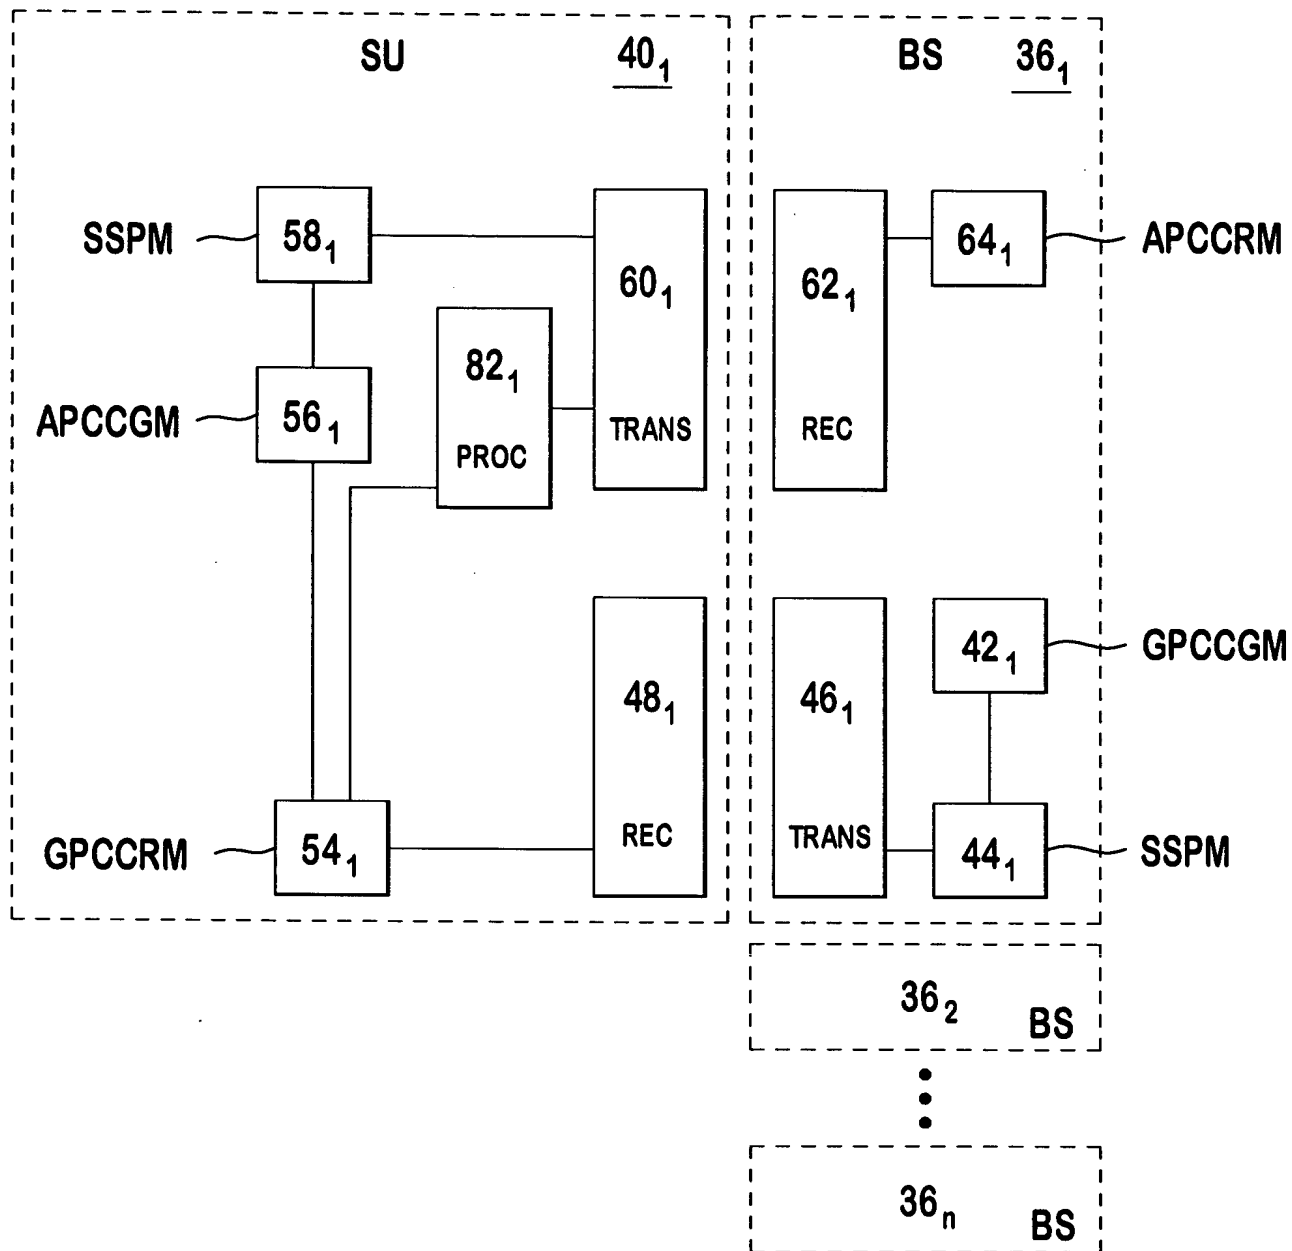 SU 40₁
BS 36₁
SSPM 58₁
60₁
TRANS
82₁
PROC
APCCGM 56₁
48₁
REC
GPCCRM 54₁
62₁
REC
64₁ APCCRM
42₁ GPCCGM
46₁
TRANS
44₁ SSPM
36₂
BS
36ₙ
BS